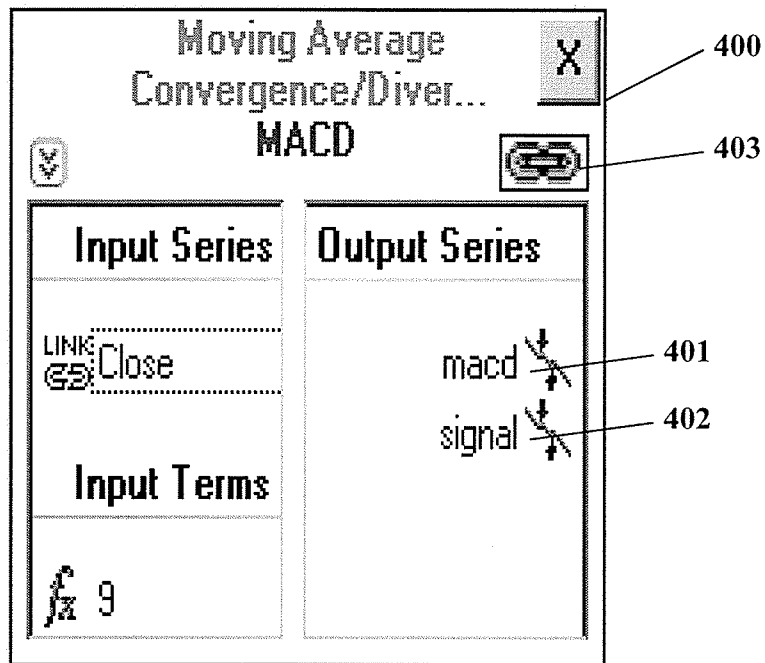 Moving Average
Convergence/Diver...
MACD
X
400
403
Input Series
LINK
Close
Input Terms
fx 9
Output Series
macd
401
signal
402